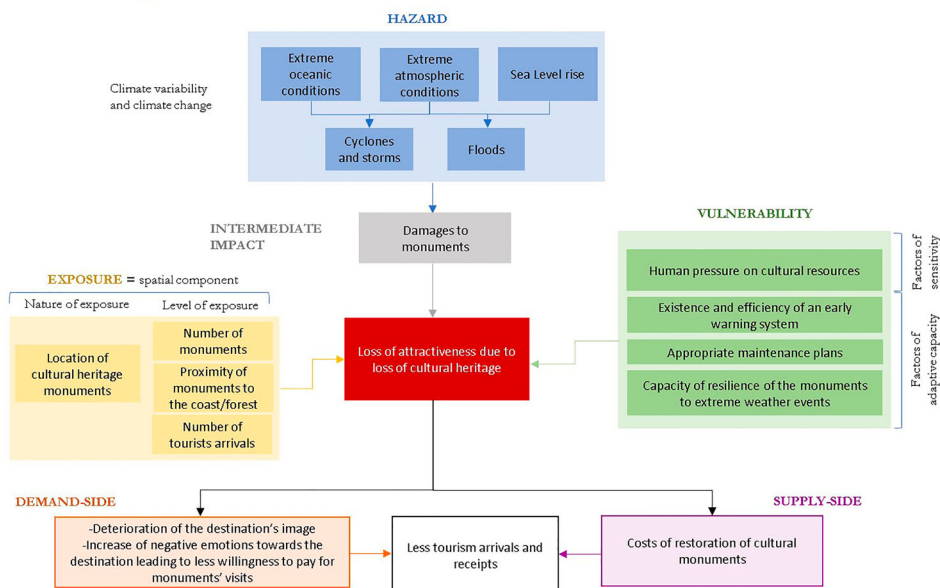 HAZARD
Extreme
oceanic
conditions
Extreme
atmospheric
conditions
Sea Level rise
Climate variability
and climate change
Cyclones
and storms
Floods
INTERMEDIATE
IMPACT
Damages to
monuments
VULNERABILITY
Human pressure on cultural resources
Existence and efficiency of an early
warning system
Appropriate maintenance plans
Capacity of resilience of the monuments
to extreme weather events
Factors of
sensitivity
Factors of
adaptive capacity
EXPOSURE = spatial component
Nature of exposure
Level of exposure
Location of
cultural heritage
monuments
Number of
monuments
Proximity of
monuments to
the coast/forest
Number of
tourists arrivals
Loss of attractiveness due to
loss of cultural heritage
DEMAND-SIDE
-Deterioration of the destination's image
-Increase of negative emotions towards the
destination leading to less willingness to pay for
monuments' visits
Less tourism arrivals and
receipts
SUPPLY-SIDE
Costs of restoration of cultural
monuments